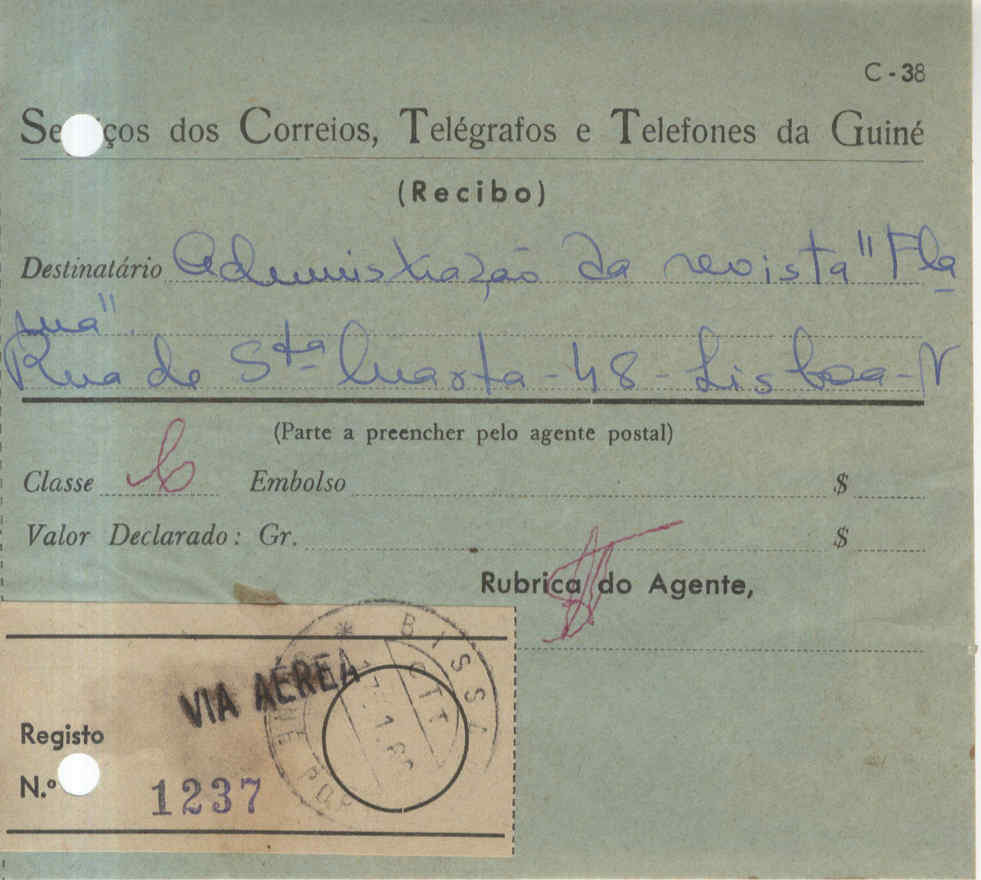 C - 38
Se iços dos Correios, Telégrafos e Telefones da Guiné
(Recibo)
Destinatário Administração da revista "Fla
ma".
Rua de Sta Marta - 48 - Lisboa - N
(Parte a preencher pelo agente postal)
Classe Embolso $
Valor Declarado : Gr. $
Rubrica do Agente,
BISSA
CTT
VIA AÉREA
Registo
N.º 1237